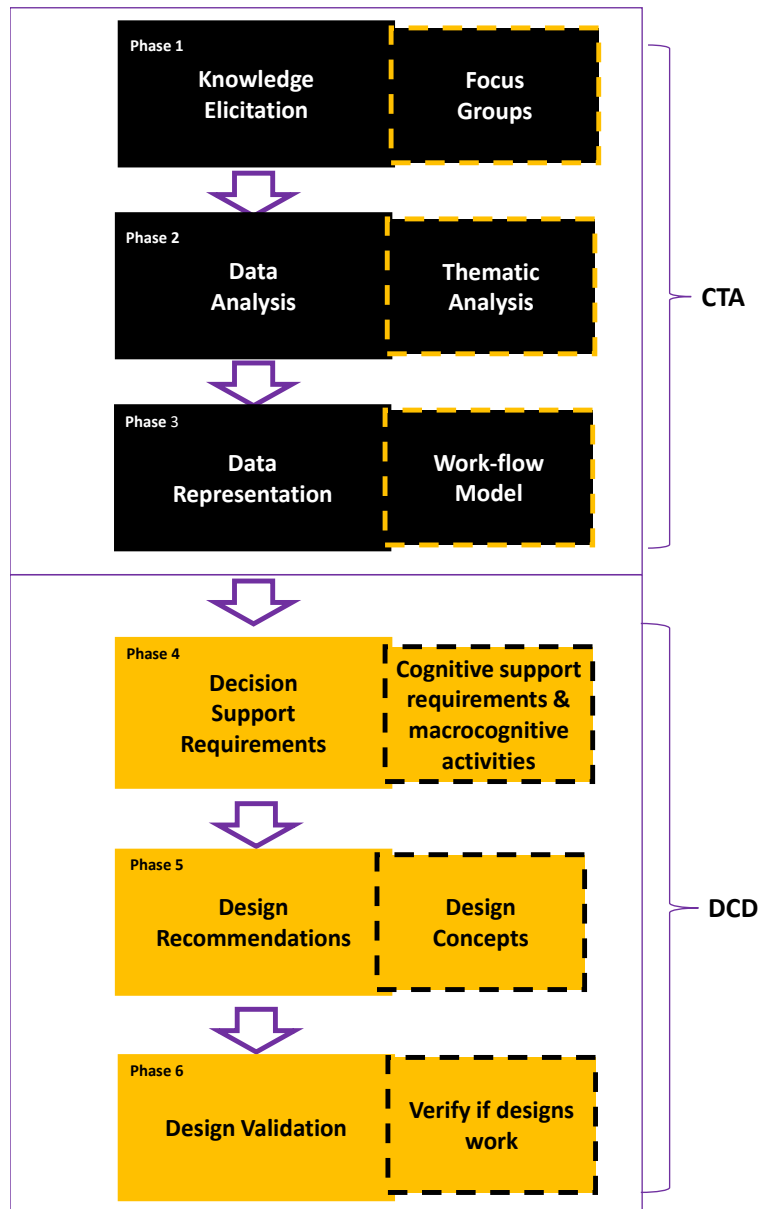 Phase 1
Knowledge
Elicitation
Focus
Groups
Phase 2
Data
Analysis
Thematic
Analysis
CTA
Phase 3
Data
Representation
Work-flow
Model
Phase 4
Decision
Support
Requirements
Cognitive support
requirements &
macrocognitive
activities
Phase 5
Design
Recommendations
Design
Concepts
DCD
Phase 6
Design Validation
Verify if designs
work